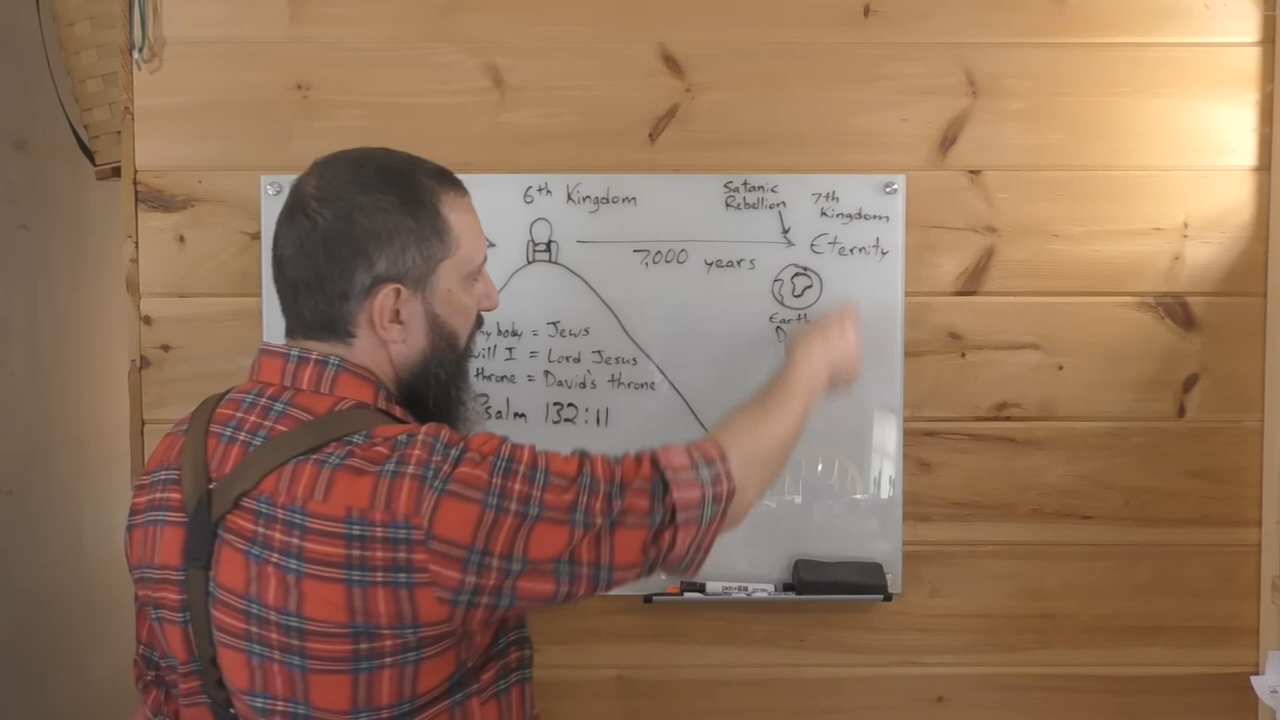 6th Kingdom
Satanic
Rebellion
7th
Kingdom
7,000 years
Eternity
Earth
body = Jews
will I = Lord Jesus
throne = David's throne
Psalm 132:11